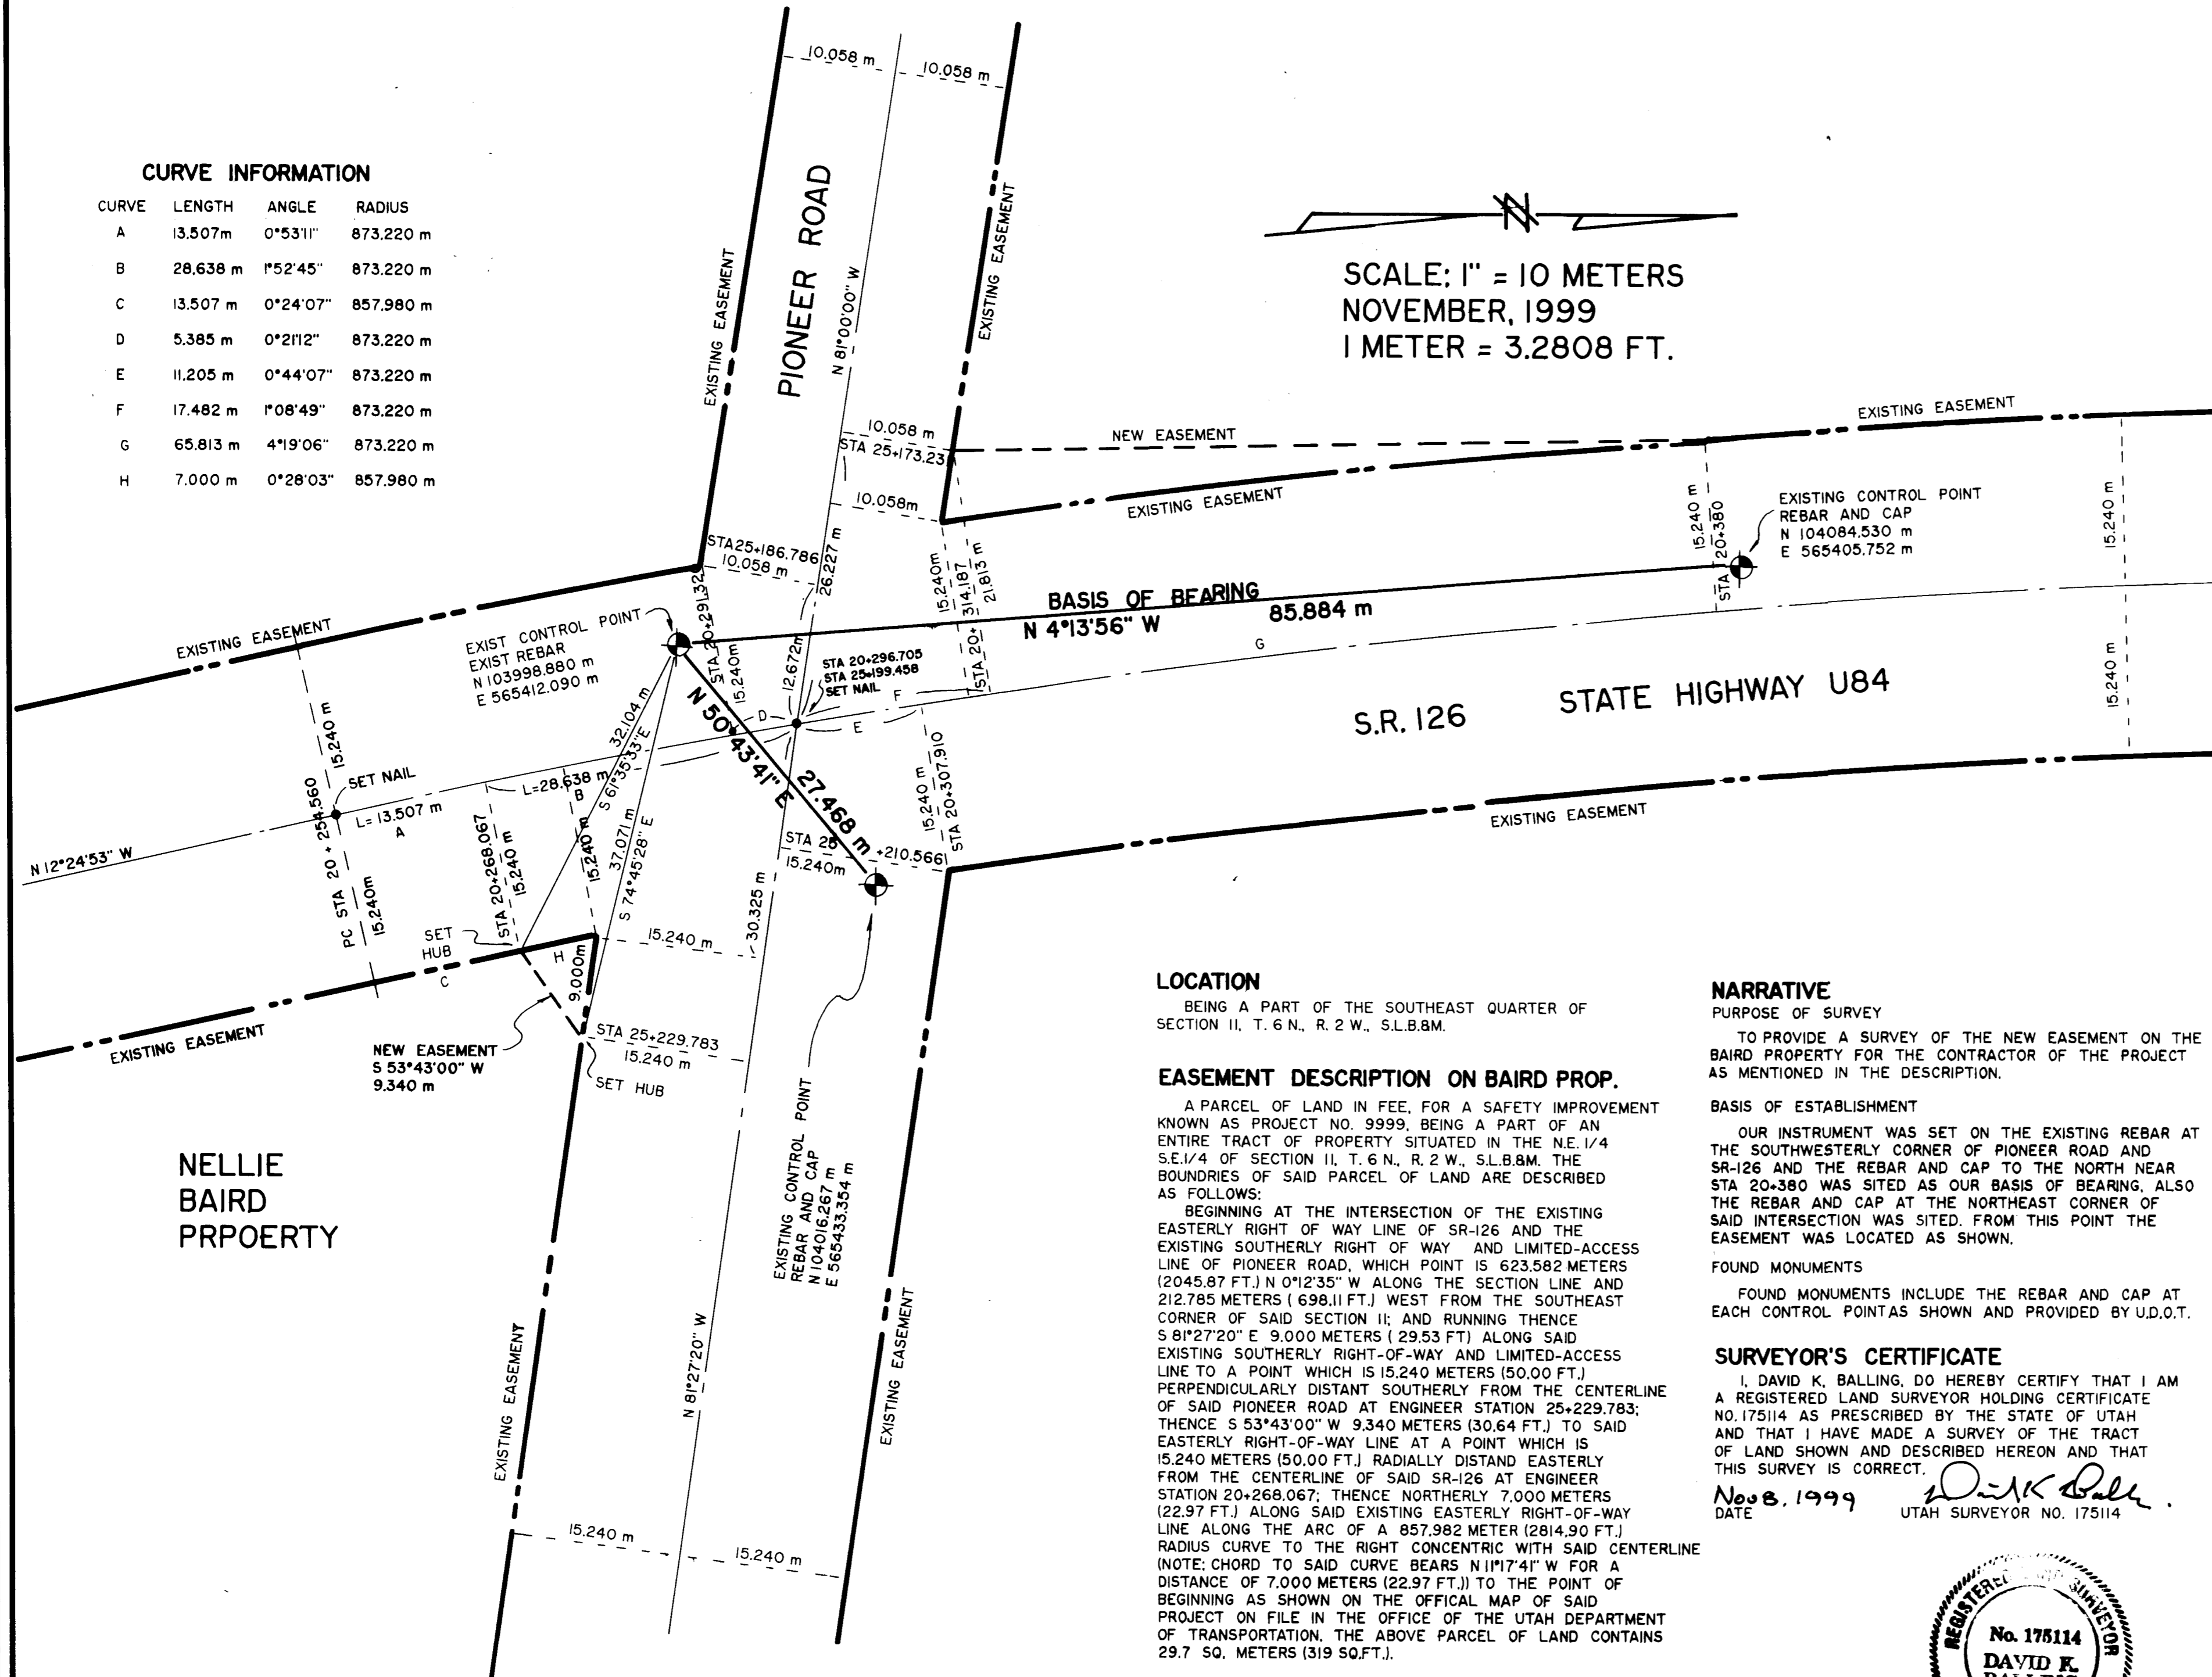 CURVE INFORMATION
CURVE LENGTH ANGLE RADIUS
A 13.507m 0°53'11" 873.220 m
B 28.638 m 1°52'45" 873.220 m
C 13.507 m 0°24'07" 857.980 m
D 5.385 m 0°21'12" 873.220 m
E 11.205 m 0°44'07" 873.220 m
F 17.482 m 1°08'49" 873.220 m
G 65.813 m 4°19'06" 873.220 m
H 7.000 m 0°28'03" 857.980 m
10.058 m
10.058 m
PIONEER ROAD
N 81°00'00" W
EXISTING EASEMENT
EXISTING EASEMENT
N
SCALE: 1" = 10 METERS
NOVEMBER, 1999
1 METER = 3.2808 FT.
10.058 m
STA 25+173.231
NEW EASEMENT
EXISTING EASEMENT
10.058m
EXISTING EASEMENT
15.240 m
STA 20+380
EXISTING CONTROL POINT
REBAR AND CAP
N 104084.530 m
E 565405.752 m
15.240 m
15.240 m
STA25+186.786
10.058 m
26.227 m
STA 20+291.320
15.240m
15.240m
STA 20+ 314.187
21.813 m
BASIS OF BEARING
N 4°13'56" W
85.884 m
EXISTING EASEMENT
EXIST CONTROL POINT
EXIST REBAR
N 103998.880 m
E 565412.090 m
12.672m
STA 20+296.705
STA 25+199.458
SET NAIL
D
E
F
G
S.R. 126
STATE HIGHWAY U84
N 50°43'41" E
27.468 m
32.104 m
S 61°35'33"E
37.071 m
S 74°45'28" E
15.240 m
STA 20+307.910
EXISTING EASEMENT
STA 25 +210.566
15.240m
15.240 m
SET NAIL
L= 13.507 m
A
L=28.638 m
B
PC STA 20 + 254.560
15.240m
N 12°24'53" W
STA 20+268.067
15.240 m
15.240 m
SET
HUB
C
H
9.000m
15.240 m
30.325 m
EXISTING EASEMENT
NEW EASEMENT
S 53°43'00" W
9.340 m
STA 25+229.783
15.240 m
SET HUB
EXISTING CONTROL POINT
REBAR AND CAP
N 104016.267 m
E 565433.354 m
NELLIE
BAIRD
PRPOERTY
EXISTING EASEMENT
N 81°27'20" W
EXISTING EASEMENT
15.240 m
15.240 m
LOCATION
BEING A PART OF THE SOUTHEAST QUARTER OF
SECTION 11, T. 6 N., R. 2 W., S.L.B.&M.
EASEMENT DESCRIPTION ON BAIRD PROP.
A PARCEL OF LAND IN FEE, FOR A SAFETY IMPROVEMENT
KNOWN AS PROJECT NO. 9999, BEING A PART OF AN
ENTIRE TRACT OF PROPERTY SITUATED IN THE N.E. 1/4
S.E.1/4 OF SECTION 11, T. 6 N., R. 2 W., S.L.B.&M. THE
BOUNDRIES OF SAID PARCEL OF LAND ARE DESCRIBED
AS FOLLOWS:
BEGINNING AT THE INTERSECTION OF THE EXISTING
EASTERLY RIGHT OF WAY LINE OF SR-126 AND THE
EXISTING SOUTHERLY RIGHT OF WAY AND LIMITED-ACCESS
LINE OF PIONEER ROAD, WHICH POINT IS 623.582 METERS
(2045.87 FT.) N 0°12'35" W ALONG THE SECTION LINE AND
212.785 METERS ( 698.11 FT.) WEST FROM THE SOUTHEAST
CORNER OF SAID SECTION 11; AND RUNNING THENCE
S 81°27'20" E 9.000 METERS ( 29.53 FT) ALONG SAID
EXISTING SOUTHERLY RIGHT-OF-WAY AND LIMITED-ACCESS
LINE TO A POINT WHICH IS 15.240 METERS (50.00 FT.)
PERPENDICULARLY DISTANT SOUTHERLY FROM THE CENTERLINE
OF SAID PIONEER ROAD AT ENGINEER STATION 25+229.783;
THENCE S 53°43'00" W 9.340 METERS (30.64 FT.) TO SAID
EASTERLY RIGHT-OF-WAY LINE AT A POINT WHICH IS
15.240 METERS (50.00 FT.) RADIALLY DISTAND EASTERLY
FROM THE CENTERLINE OF SAID SR-126 AT ENGINEER
STATION 20+268.067; THENCE NORTHERLY 7.000 METERS
(22.97 FT.) ALONG SAID EXISTING EASTERLY RIGHT-OF-WAY
LINE ALONG THE ARC OF A 857.982 METER (2814.90 FT.)
RADIUS CURVE TO THE RIGHT CONCENTRIC WITH SAID CENTERLINE
(NOTE: CHORD TO SAID CURVE BEARS N 11°17'41" W FOR A
DISTANCE OF 7.000 METERS (22.97 FT.)) TO THE POINT OF
BEGINNING AS SHOWN ON THE OFFICAL MAP OF SAID
PROJECT ON FILE IN THE OFFICE OF THE UTAH DEPARTMENT
OF TRANSPORTATION. THE ABOVE PARCEL OF LAND CONTAINS
29.7 SQ. METERS (319 SQ.FT.).
NARRATIVE
PURPOSE OF SURVEY
TO PROVIDE A SURVEY OF THE NEW EASEMENT ON THE
BAIRD PROPERTY FOR THE CONTRACTOR OF THE PROJECT
AS MENTIONED IN THE DESCRIPTION.
BASIS OF ESTABLISHMENT
OUR INSTRUMENT WAS SET ON THE EXISTING REBAR AT
THE SOUTHWESTERLY CORNER OF PIONEER ROAD AND
SR-126 AND THE REBAR AND CAP TO THE NORTH NEAR
STA 20+380 WAS SITED AS OUR BASIS OF BEARING, ALSO
THE REBAR AND CAP AT THE NORTHEAST CORNER OF
SAID INTERSECTION WAS SITED. FROM THIS POINT THE
EASEMENT WAS LOCATED AS SHOWN.
FOUND MONUMENTS
FOUND MONUMENTS INCLUDE THE REBAR AND CAP AT
EACH CONTROL POINT AS SHOWN AND PROVIDED BY U.D.O.T.
SURVEYOR'S CERTIFICATE
I, DAVID K. BALLING, DO HEREBY CERTIFY THAT I AM
A REGISTERED LAND SURVEYOR HOLDING CERTIFICATE
NO. 175114 AS PRESCRIBED BY THE STATE OF UTAH
AND THAT I HAVE MADE A SURVEY OF THE TRACT
OF LAND SHOWN AND DESCRIBED HEREON AND THAT
THIS SURVEY IS CORRECT.
Nov 8, 1999
DATE
UTAH SURVEYOR NO. 175114
REGISTERED LAND SURVEYOR
No. 175114
DAVID K.